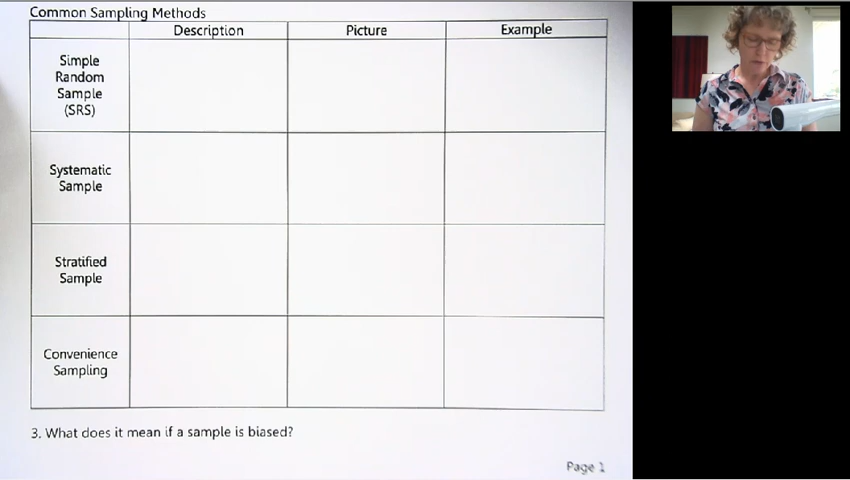 Common Sampling Methods
Description Picture Example
Simple
Random
Sample
(SRS)
Systematic
Sample
Stratified
Sample
Convenience
Sampling
3. What does it mean if a sample is biased?
Page 1